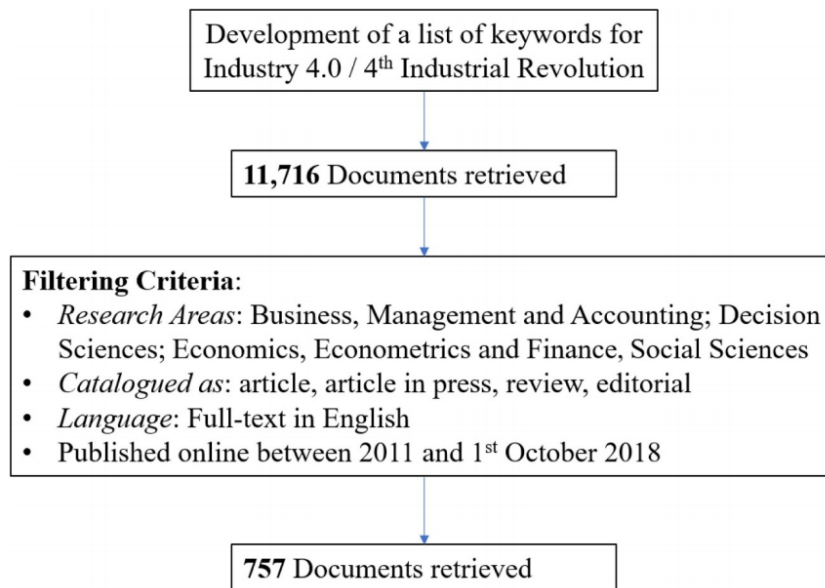 Development of a list of keywords for
Industry 4.0 / 4th Industrial Revolution
11,716 Documents retrieved
Filtering Criteria:
• Research Areas: Business, Management and Accounting; Decision
Sciences; Economics, Econometrics and Finance, Social Sciences
• Catalogued as: article, article in press, review, editorial
• Language: Full-text in English
• Published online between 2011 and 1st October 2018
757 Documents retrieved